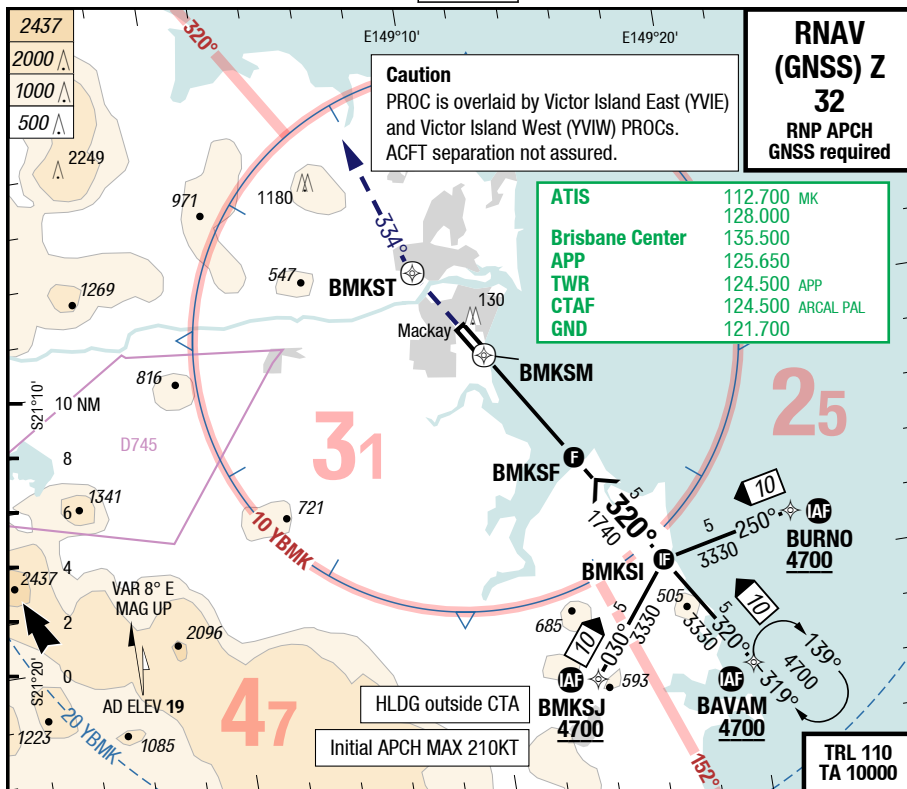 2437
2000
1000
500
320°
E149°10'
E149°20'
RNAV
(GNSS) Z
32
RNP APCH
GNSS required
Caution
PROC is overlaid by Victor Island East (YVIE)
and Victor Island West (YVIW) PROCs.
ACFT separation not assured.
2249
971
1180
334°
ATIS 112.700 MK
128.000
Brisbane Center 135.500
APP 125.650
TWR 124.500 APP
CTAF 124.500 ARCAL PAL
GND 121.700
547
BMKST
1269
130
Mackay
BMKSM
816
S21°10'
10 NM
D745
31
25
8
BMKSF
1341
6
721
10 YBMK
5
320°
1740
10
5
250°
3330
IAF
BURNO
4700
F
IF
BMKSI
4
2437
VAR 8° E
MAG UP
2
2096
685
505
10
5
030°
3330
5
320°
3330
10
139°
4700
319°
S21°20'
0
AD ELEV 19
47
HLDG outside CTA
IAF
BMKSJ
4700
593
IAF
BAVAM
4700
1223
20 YBMK
1085
Initial APCH MAX 210KT
152°
TRL 110
TA 10000